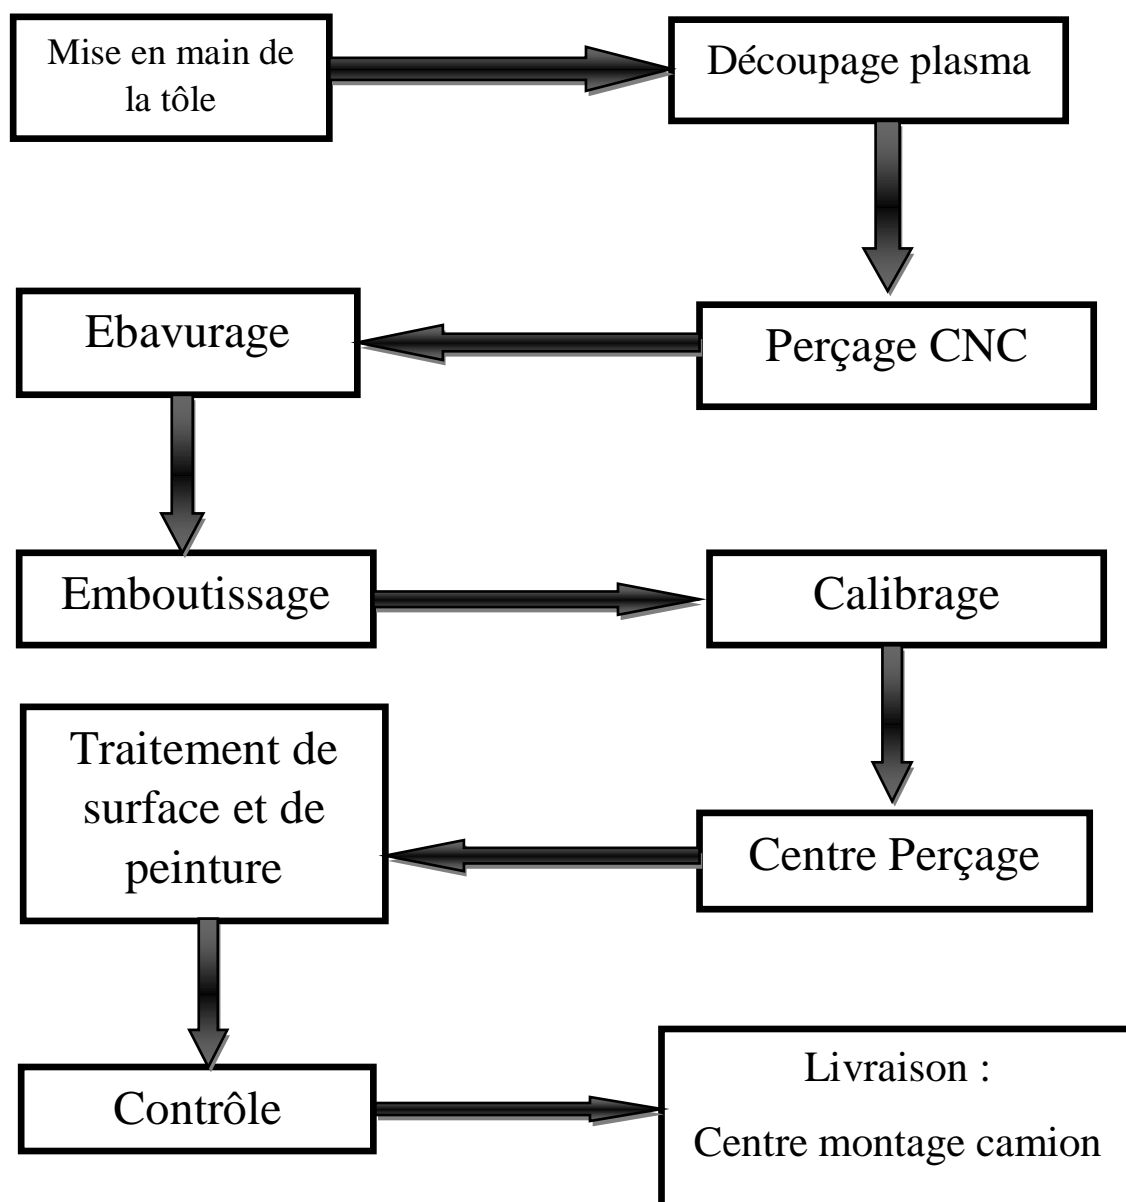 Mise en main de
la tôle
Découpage plasma
Perçage CNC
Ebavurage
Emboutissage
Calibrage
Centre Perçage
Traitement de
surface et de
peinture
Contrôle
Livraison :
Centre montage camion